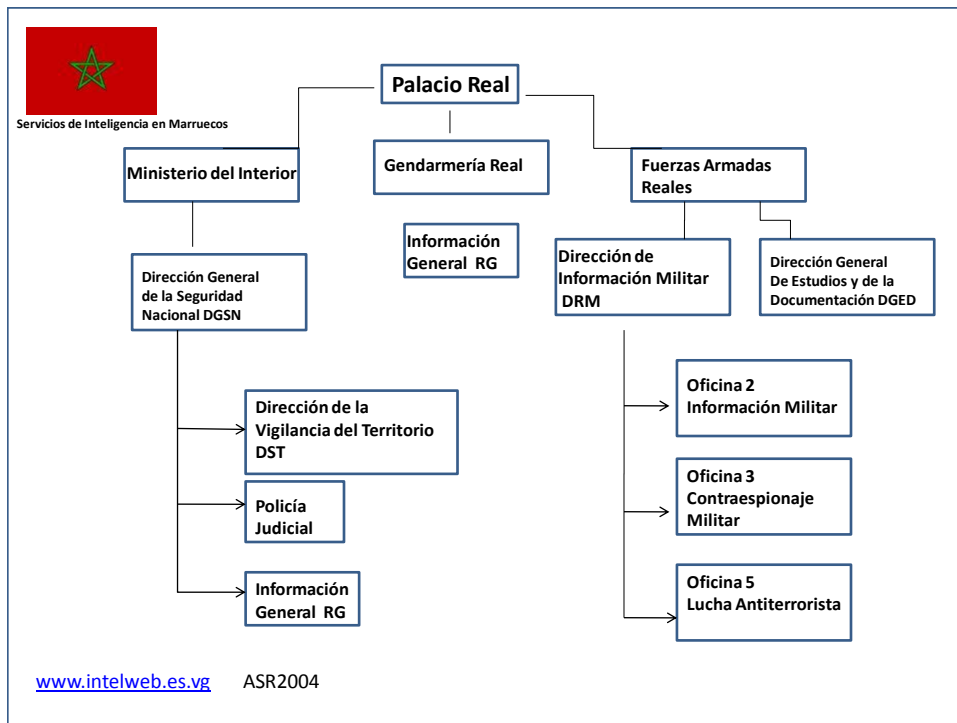 Palacio Real
Servicios de Inteligencia en Marruecos
Ministerio del Interior
Gendarmería Real
Fuerzas Armadas
Reales
Información
General RG
Dirección de
Información Militar
DRM
Dirección General
De Estudios y de la
Documentación DGED
Dirección General
de la Seguridad
Nacional DGSN
Dirección de la
Vigilancia del Territorio
DST
Policía
Judicial
Información
General RG
Oficina 2
Información Militar
Oficina 3
Contraespionaje
Militar
Oficina 5
Lucha Antiterrorista
www.intelweb.es.vg ASR2004